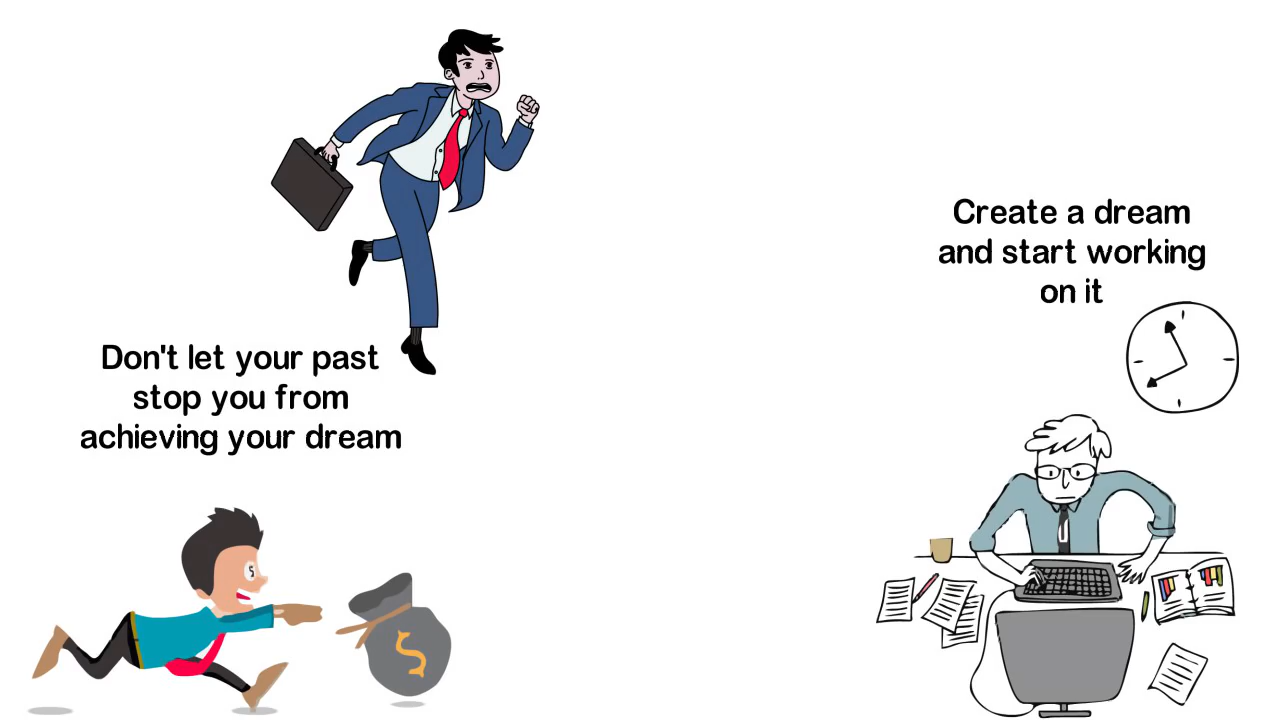 Don't let your past
stop you from
achieving your dream
Create a dream
and start working
on it
$
$